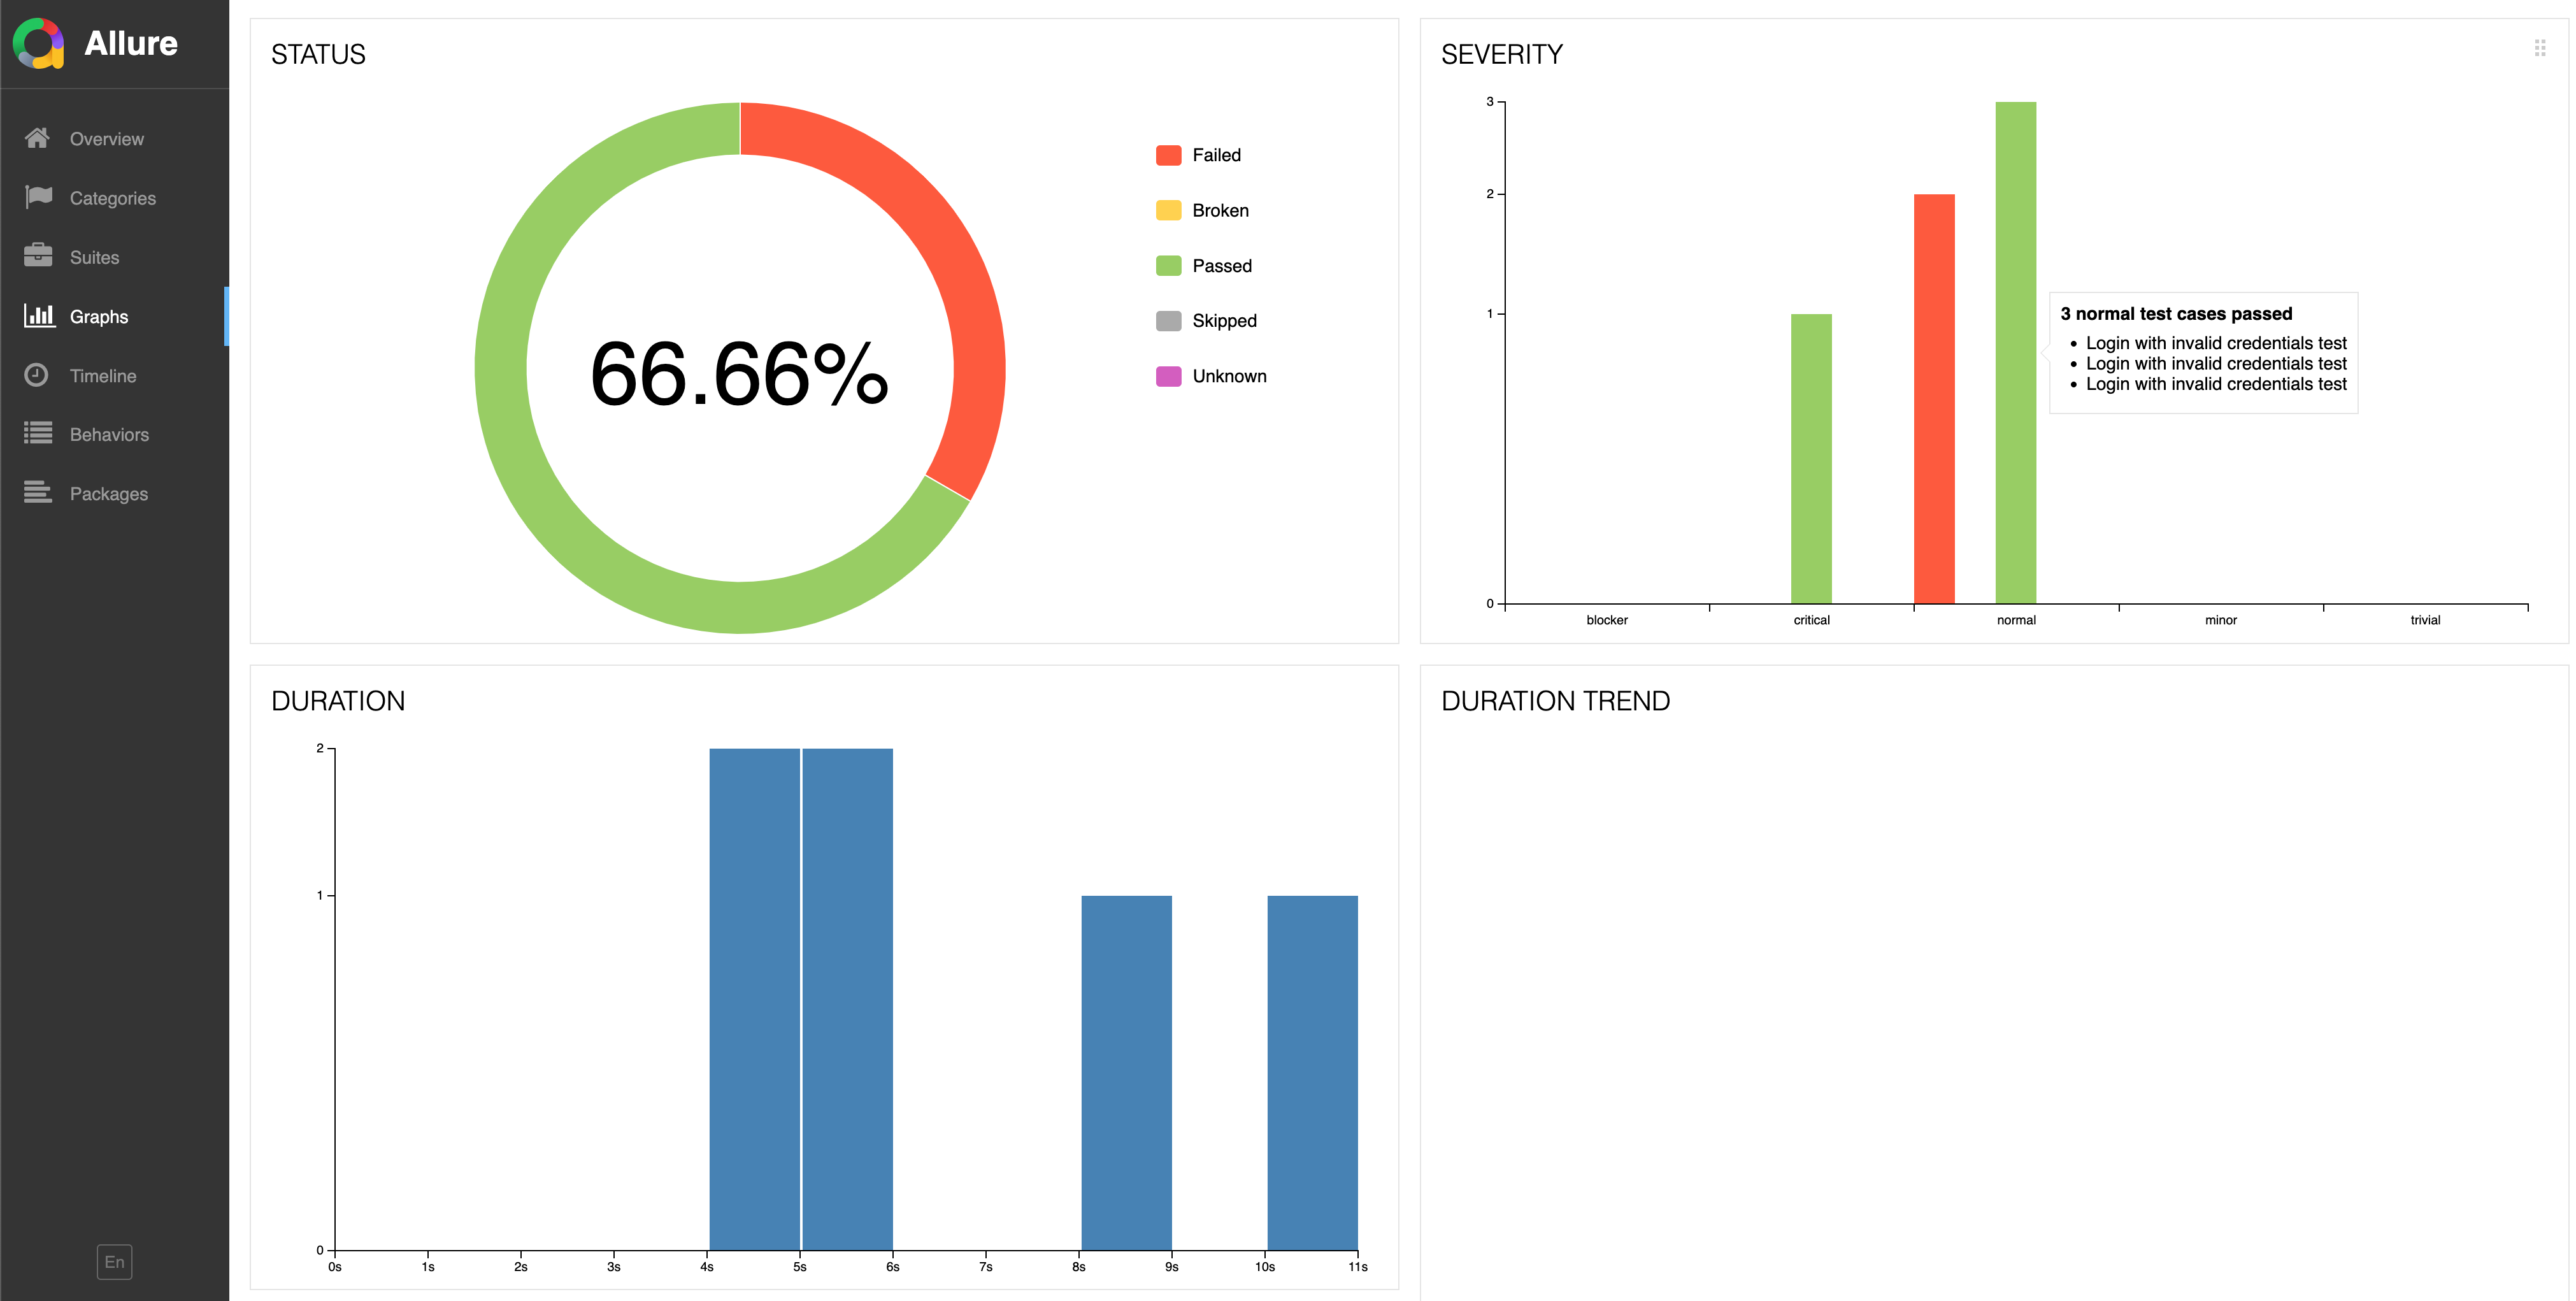 Allure
Overview
Categories
Suites
Graphs
Timeline
Behaviors
Packages
En
STATUS
66.66%
Failed
Broken
Passed
Skipped
Unknown
SEVERITY
3
2
1
0
blocker critical normal minor trivial
3 normal test cases passed
• Login with invalid credentials test
• Login with invalid credentials test
• Login with invalid credentials test
DURATION
2
1
0
0s 1s 2s 3s 4s 5s 6s 7s 8s 9s 10s 11s
DURATION TREND